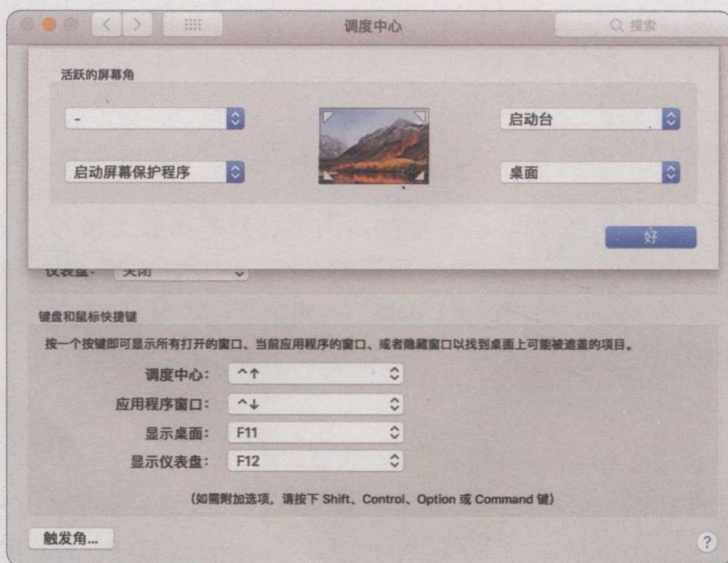 调度中心
搜索
活跃的屏幕角
- 启动台
启动屏幕保护程序 桌面
好
仪表盘： 关闭
键盘和鼠标快捷键
按一个按键即可显示所有打开的窗口、当前应用程序的窗口、或者隐藏窗口以找到桌面上可能被遮盖的项目。
调度中心： ^↑
应用程序窗口： ^↓
显示桌面： F11
显示仪表盘： F12
(如需附加选项，请按下 Shift、Control、Option 或 Command 键)
触发角... ?